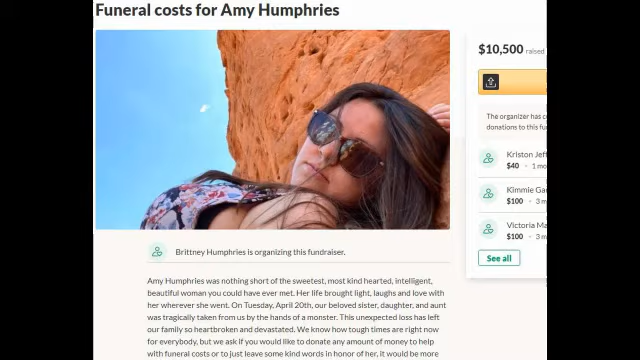 Funeral costs for Amy Humphries
$10,500 raised
The organizer has
donations to this fu
Kriston Jeff
$40 · 1 mo
Kimmie Ga
$100 · 3 m
Victoria Ma
$100 · 3 m
See all
Brittney Humphries is organizing this fundraiser.
Amy Humphries was nothing short of the sweetest, most kind hearted, intelligent,
beautiful woman you could have ever met. Her life brought light, laughs and love with
her wherever she went. On Tuesday, April 20th, our beloved sister, daughter, and aunt
was tragically taken from us by the hands of a monster. This unexpected loss has left
our family so heartbroken and devastated. We know how tough times are right now
for everybody, but we ask if you would like to donate any amount of money to help
with funeral costs or to just leave some kind words in honor of her, it would be more